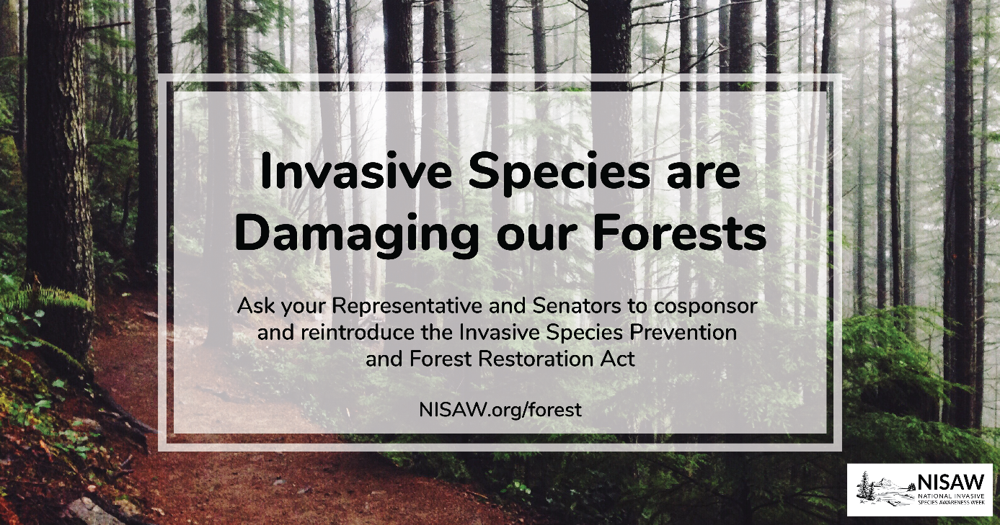 Invasive Species are
Damaging our Forests
Ask your Representative and Senators to cosponsor
and reintroduce the Invasive Species Prevention
and Forest Restoration Act
NISAW.org/forest
NISAW
NATIONAL INVASIVE
SPECIES AWARENESS WEEK